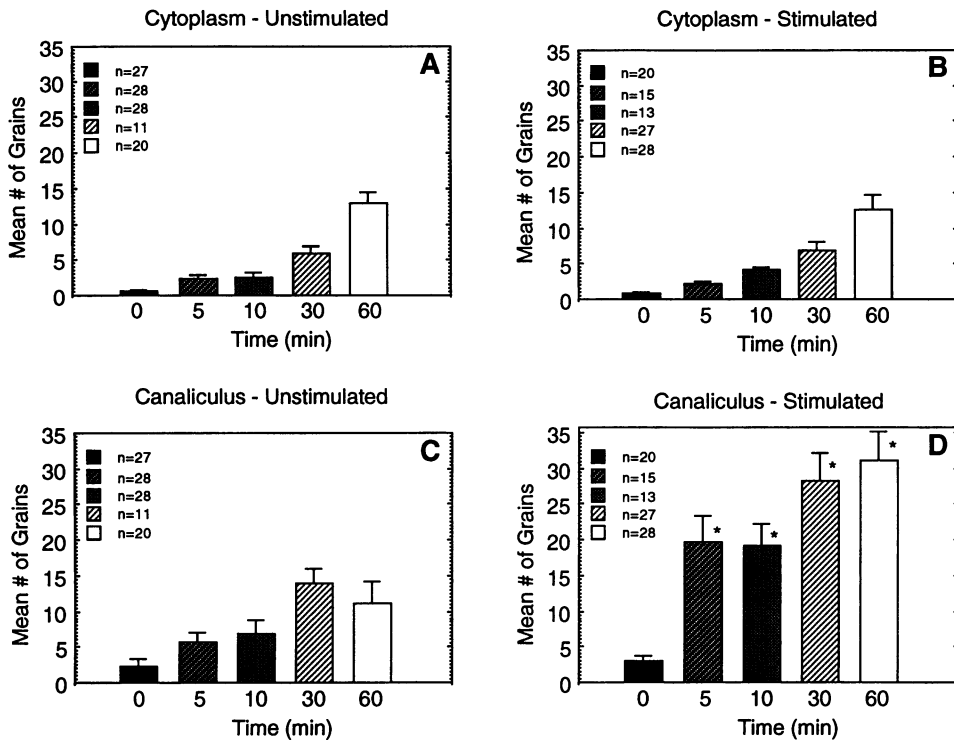 Cytoplasm - Unstimulated
A
35
30
25
20
15
10
5
0
Mean # of Grains
n=27
n=28
n=28
n=11
n=20
0 5 10 30 60
Time (min)
Cytoplasm - Stimulated
B
35
30
25
20
15
10
5
0
Mean # of Grains
n=20
n=15
n=13
n=27
n=28
0 5 10 30 60
Time (min)
Canaliculus - Unstimulated
C
35
30
25
20
15
10
5
0
Mean # of Grains
n=27
n=28
n=28
n=11
n=20
0 5 10 30 60
Time (min)
Canaliculus - Stimulated
D
35
30
25
20
15
10
5
0
Mean # of Grains
n=20
n=15
n=13
n=27
n=28
* * * *
0 5 10 30 60
Time (min)